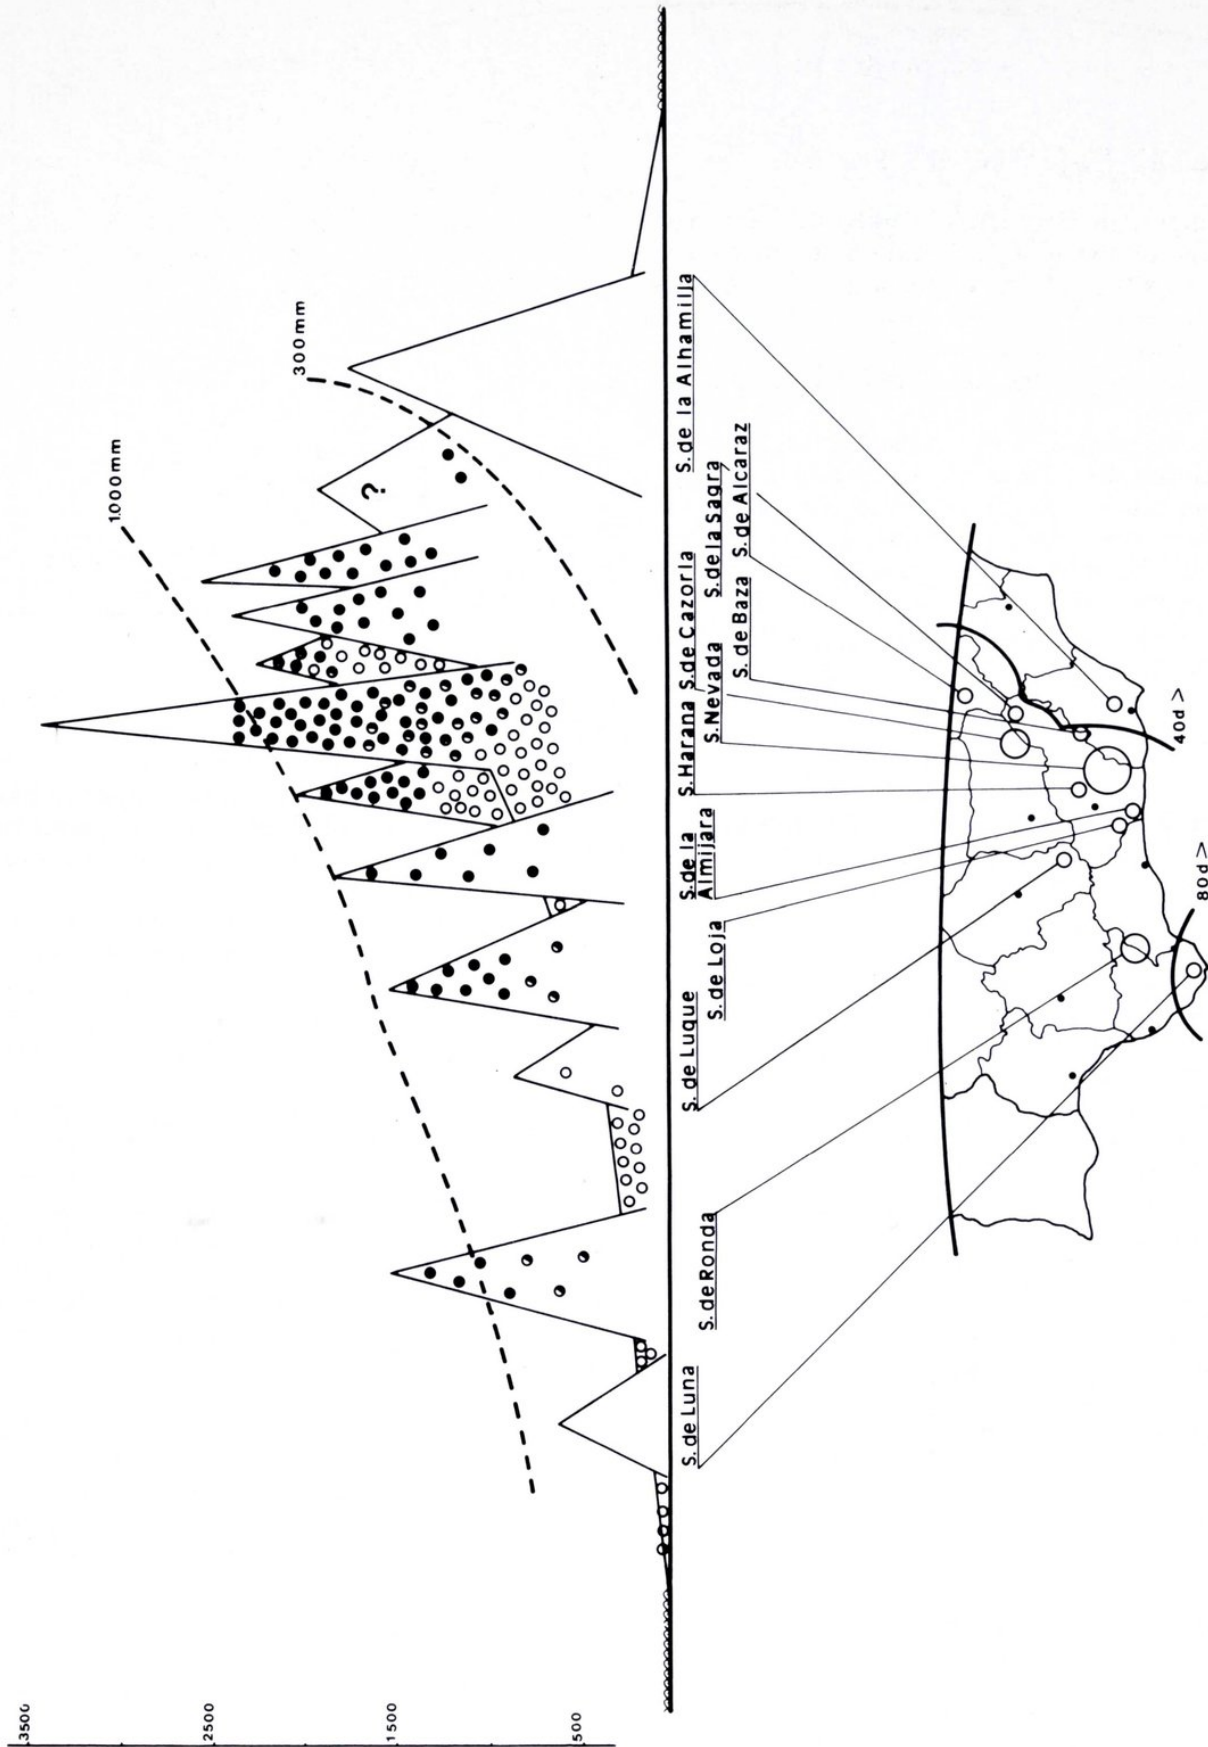 3500
2500
1500
500
1000mm
300mm
?
S. de Luna
S. de Ronda
S. de Luque
S. de Loja
S. de la
Almijara
S. Harana
S. Nevada
S. de Cazorla
S. de Baza
S. de la Sagra
S. de Alcaraz
S. de la Alhamilla
80d >
40d >